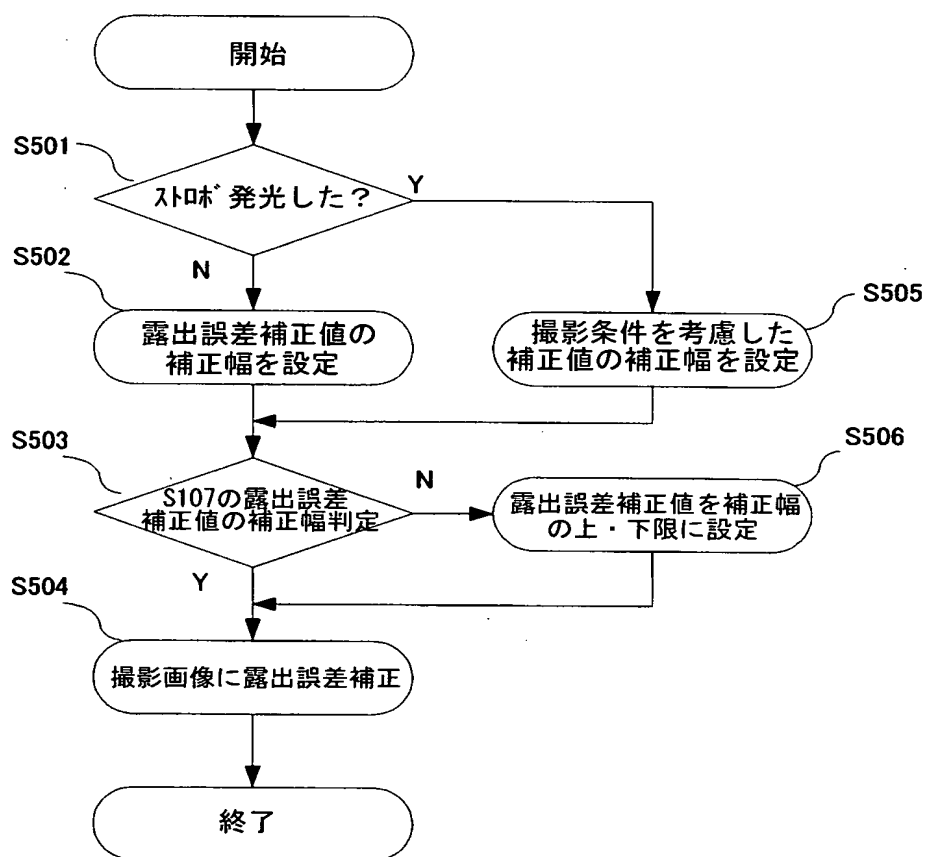 開始
S501
ストロボ発光した？
Y
N
S502
露出誤差補正値の
補正幅を設定
S505
撮影条件を考慮した
補正値の補正幅を設定
S503
S107の露出誤差
補正値の補正幅判定
N
Y
S506
露出誤差補正値を補正幅
の上・下限に設定
S504
撮影画像に露出誤差補正
終了